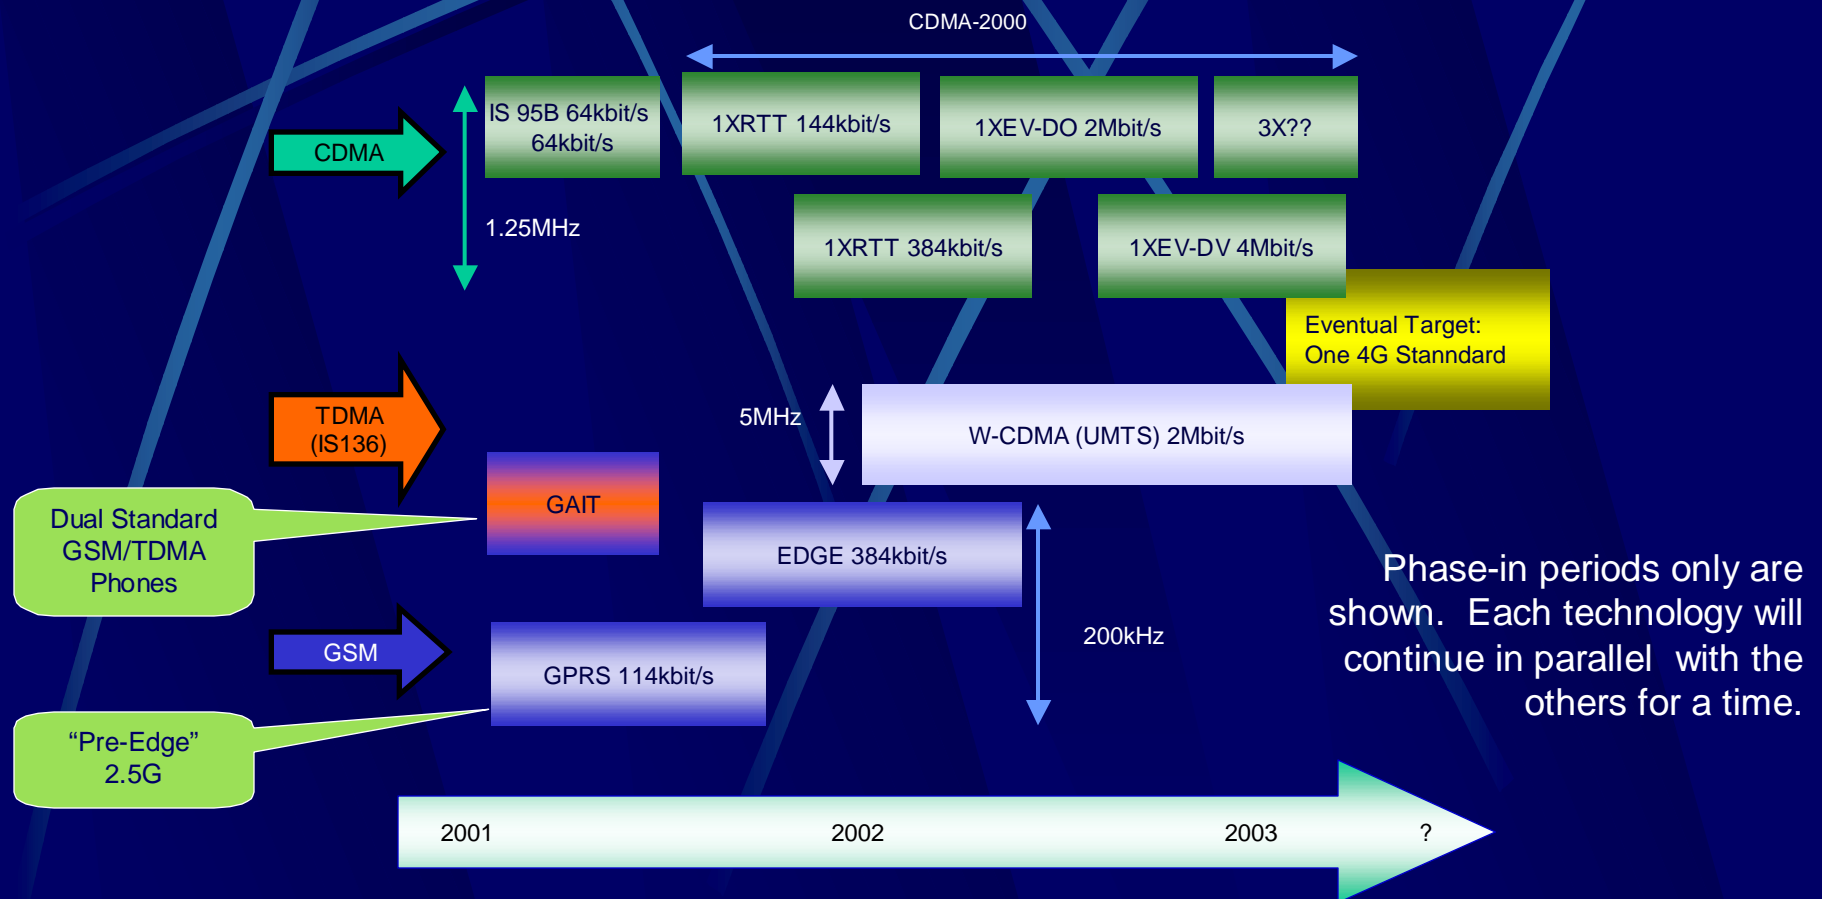 CDMA-2000
IS 95B 64kbit/s
64kbit/s
1XRTT 144kbit/s
1XEV-DO 2Mbit/s
3X??
CDMA
1.25MHz
1XRTT 384kbit/s
1XEV-DV 4Mbit/s
Eventual Target:
One 4G Stanndard
TDMA
(IS136)
5MHz
W-CDMA (UMTS) 2Mbit/s
GAIT
Dual Standard
GSM/TDMA
Phones
EDGE 384kbit/s
Phase-in periods only are
shown.  Each technology will
continue in parallel  with the
others for a time.
200kHz
GSM
GPRS 114kbit/s
“Pre-Edge”
2.5G
2001
2002
2003
?